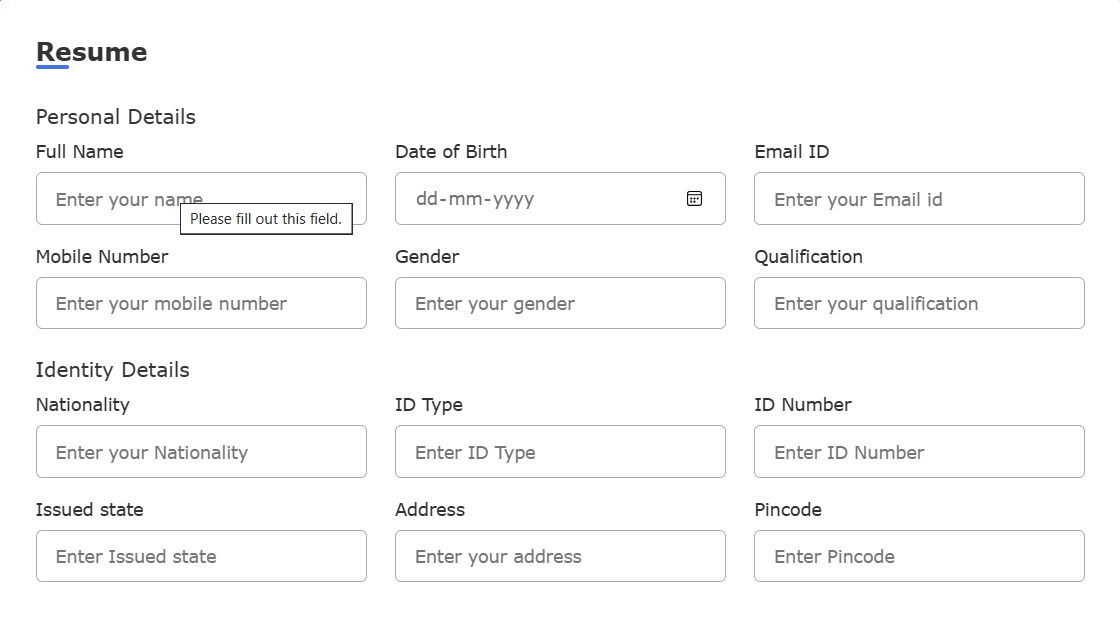 Resume
Personal Details
Full Name Date of Birth Email ID
Enter your name dd-mm-yyyy Enter your Email id
Please fill out this field.
Mobile Number Gender Qualification
Enter your mobile number Enter your gender Enter your qualification
Identity Details
Nationality ID Type ID Number
Enter your Nationality Enter ID Type Enter ID Number
Issued state Address Pincode
Enter Issued state Enter your address Enter Pincode